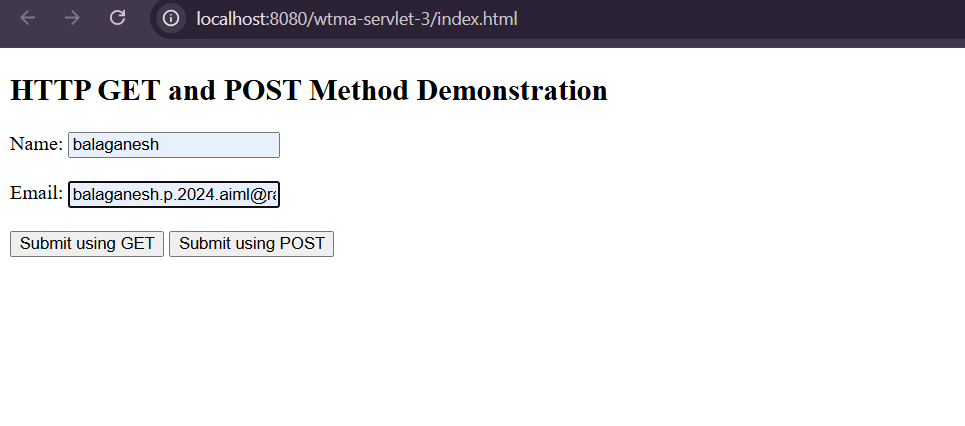 localhost:8080/wtma-servlet-3/index.html
HTTP GET and POST Method Demonstration
Name: balaganesh
Email: balaganesh.p.2024.aiml@ra
Submit using GET Submit using POST